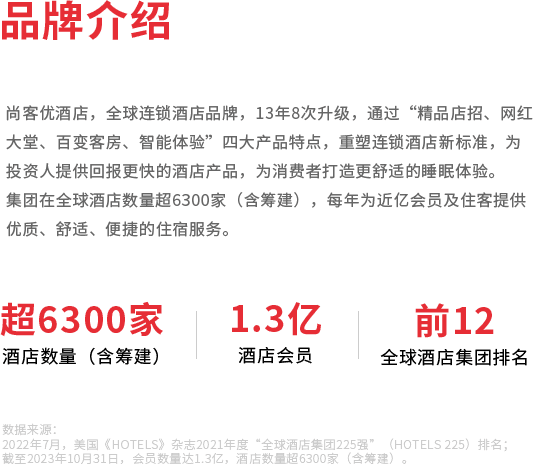 品牌介绍
尚客优酒店，全球连锁酒店品牌，13年8次升级，通过“精品店招、网红
大堂、百变客房、智能体验”四大产品特点，重塑连锁酒店新标准，为
投资人提供回报更快的酒店产品，为消费者打造更舒适的睡眠体验。
集团在全球酒店数量超6300家（含筹建），每年为近亿会员及住客提供
优质、舒适、便捷的住宿服务。
超6300家
酒店数量（含筹建）
1.3亿
酒店会员
前12
全球酒店集团排名
数据来源：
2022年7月，美国《HOTELS》杂志2021年度“全球酒店集团225强”（HOTELS 225）排名；
截至2023年10月31日，会员数量达1.3亿，酒店数量超6300家（含筹建）。